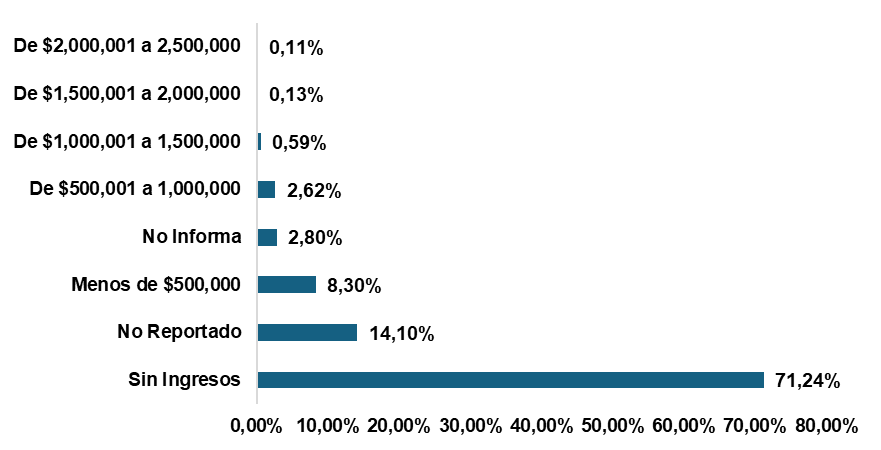 De $2,000,001 a 2,500,000 0,11%
De $1,500,001 a 2,000,000 0,13%
De $1,000,001 a 1,500,000 0,59%
De $500,001 a 1,000,000 2,62%
No Informa 2,80%
Menos de $500,000 8,30%
No Reportado 14,10%
Sin Ingresos 71,24%
0,00% 10,00% 20,00% 30,00% 40,00% 50,00% 60,00% 70,00% 80,00%